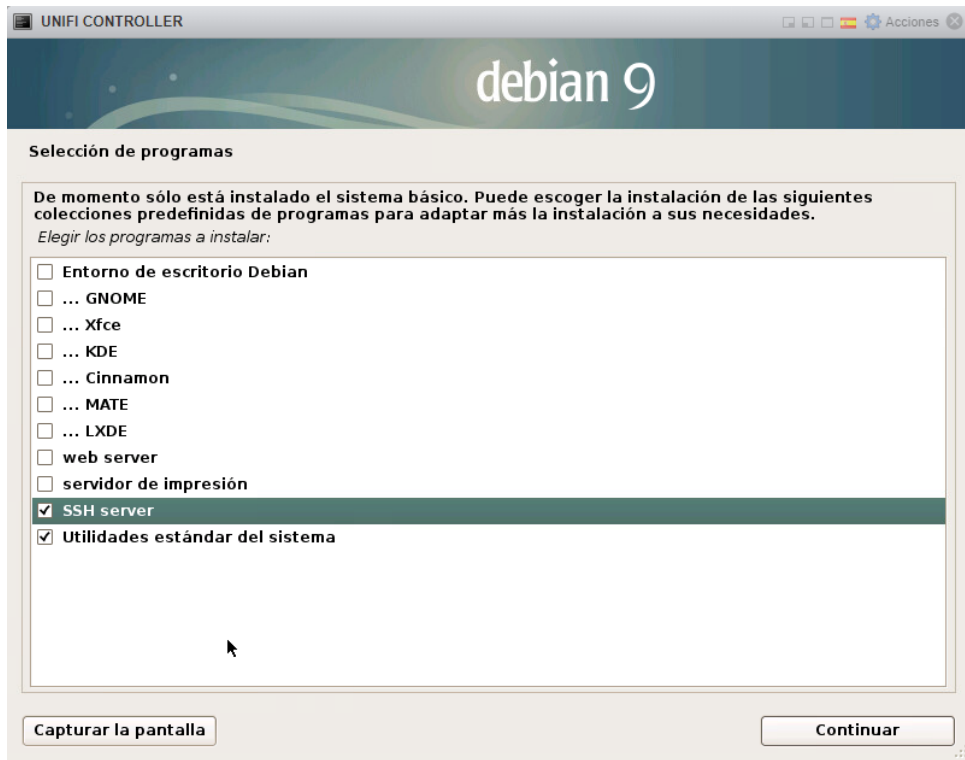 UNIFI CONTROLLER
Acciones
debian 9
Selección de programas
De momento sólo está instalado el sistema básico. Puede escoger la instalación de las siguientes
colecciones predefinidas de programas para adaptar más la instalación a sus necesidades.
Elegir los programas a instalar:
Entorno de escritorio Debian
... GNOME
... Xfce
... KDE
... Cinnamon
... MATE
... LXDE
web server
servidor de impresión
SSH server
Utilidades estándar del sistema
Capturar la pantalla
Continuar